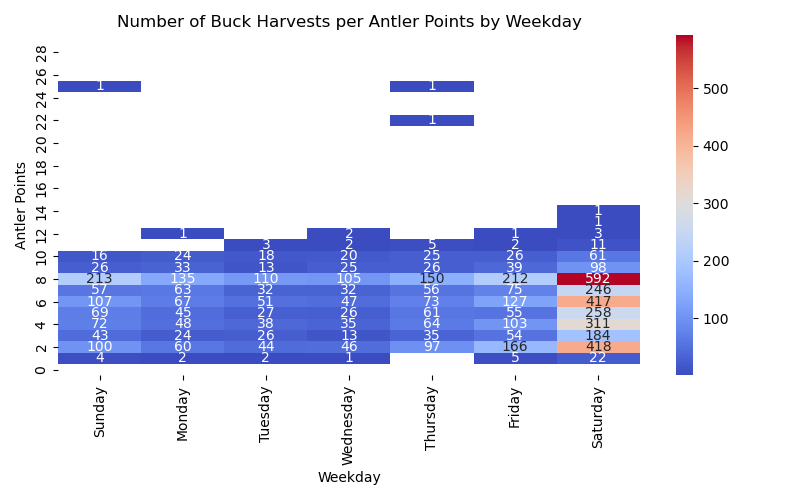 Number of Buck Harvests per Antler Points by Weekday
28
26
1 1
24
22 1
20
18
16
14 1
1
12 1 2 1 3
3 2 5 2 11
10 16 24 18 20 25 26 61
26 33 13 25 26 39 98
8 213 135 110 105 150 212 592
57 63 32 32 56 75 246
6 107 67 51 47 73 127 417
69 45 27 26 61 55 258
4 72 48 38 35 64 103 311
43 24 26 13 35 54 184
2 100 60 44 46 97 166 418
4 2 2 1 5 22
0
Antler Points
Sunday Monday Tuesday Wednesday Thursday Friday Saturday
Weekday
500
400
300
200
100